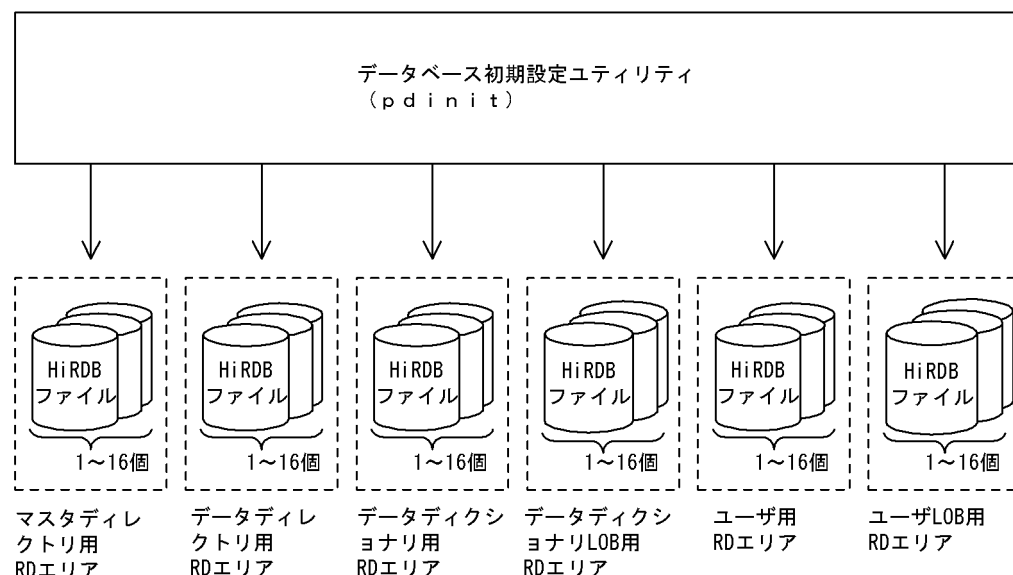 データベース初期設定ユティリティ
（ｐｄｉｎｉｔ）
HiRDB
ファイル
1～16個
HiRDB
ファイル
1～16個
HiRDB
ファイル
1～16個
HiRDB
ファイル
1～16個
HiRDB
ファイル
1～16個
HiRDB
ファイル
1～16個
マスタディレ
クトリ用
RDエリア
データディレ
クトリ用
RDエリア
データディクシ
ョナリ用
RDエリア
データディクシ
ョナリLOB用
RDエリア
ユーザ用
RDエリア
ユーザLOB用
RDエリア